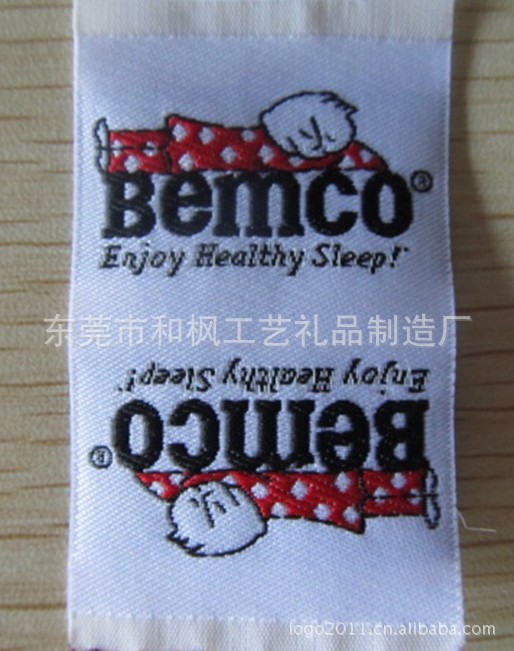 Bemco®
Enjoy Healthy Sleep!™
东莞市和枫工艺礼品制造厂
Enjoy Healthy Sleep!™
Bemco®
logo2011.cn.alibaba.com